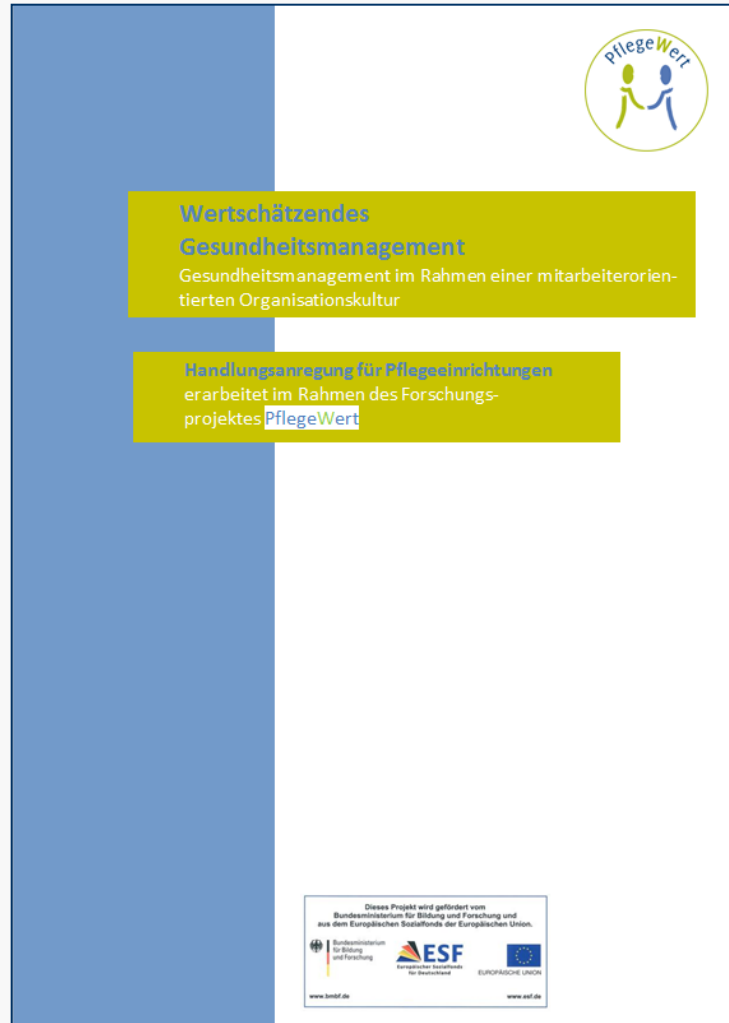 PflegeWert
Wertschätzendes
Gesundheitsmanagement
Gesundheitsmanagement im Rahmen einer mitarbeiterorien-
tierten Organisationskultur
Handlungsanregung für Pflegeeinrichtungen
erarbeitet im Rahmen des Forschungs-
projektes PflegeWert
Dieses Projekt wird gefördert vom
Bundesministerium für Bildung und Forschung und
aus dem Europäischen Sozialfonds der Europäischen Union.
Bundesministerium
für Bildung
und Forschung
ESF
Europäischer Sozialfonds
für Deutschland
EUROPÄISCHE UNION
www.bmbf.de
www.esf.de